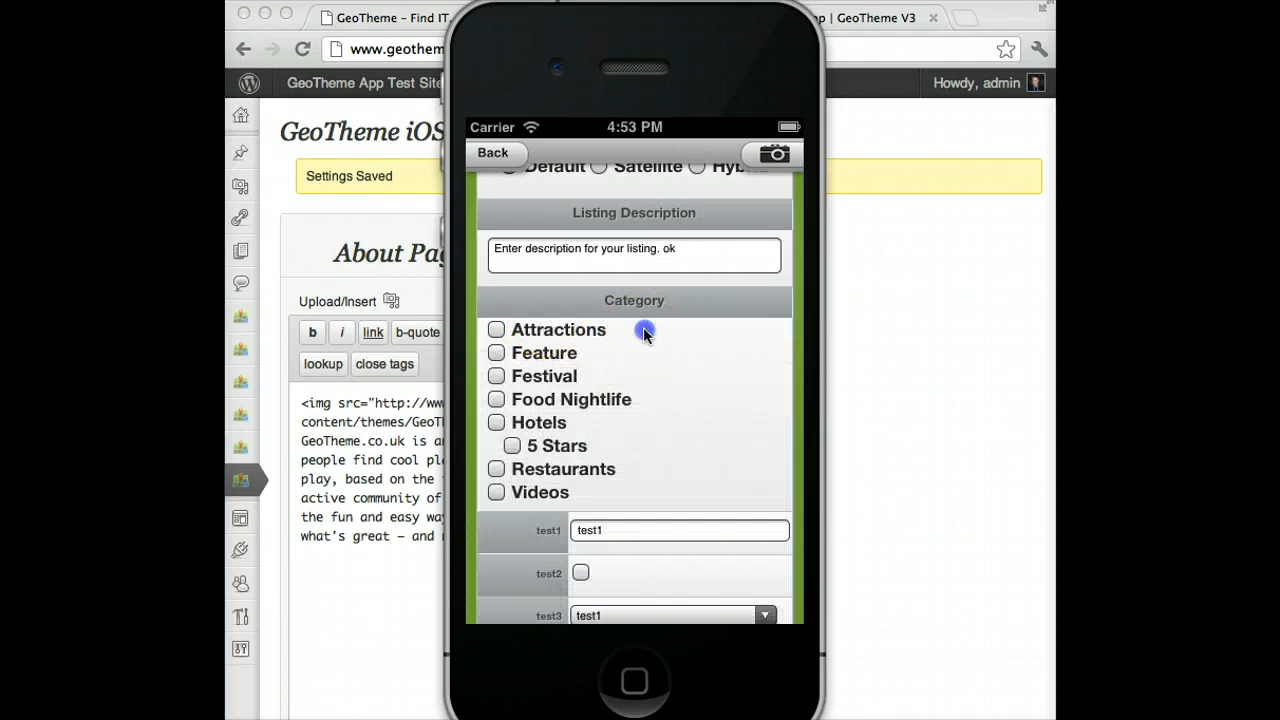 GeoTheme – Find IT.
p | GeoTheme V3
www.geothem
GeoTheme App Test Site
Howdy, admin
GeoTheme iOS
Settings Saved
About Pag
Upload/Insert
b i link b-quote
lookup close tags
<img src="http://ww
content/themes/GeoT
GeoTheme.co.uk is a
people find cool pl
play, based on the
active community of
the fun and easy way
what's great – and
Carrier 4:53 PM
Back
Default Satellite Hyb
Listing Description
Enter description for your listing. ok
Category
Attractions
Feature
Festival
Food Nightlife
Hotels
5 Stars
Restaurants
Videos
test1 test1
test2
test3 test1